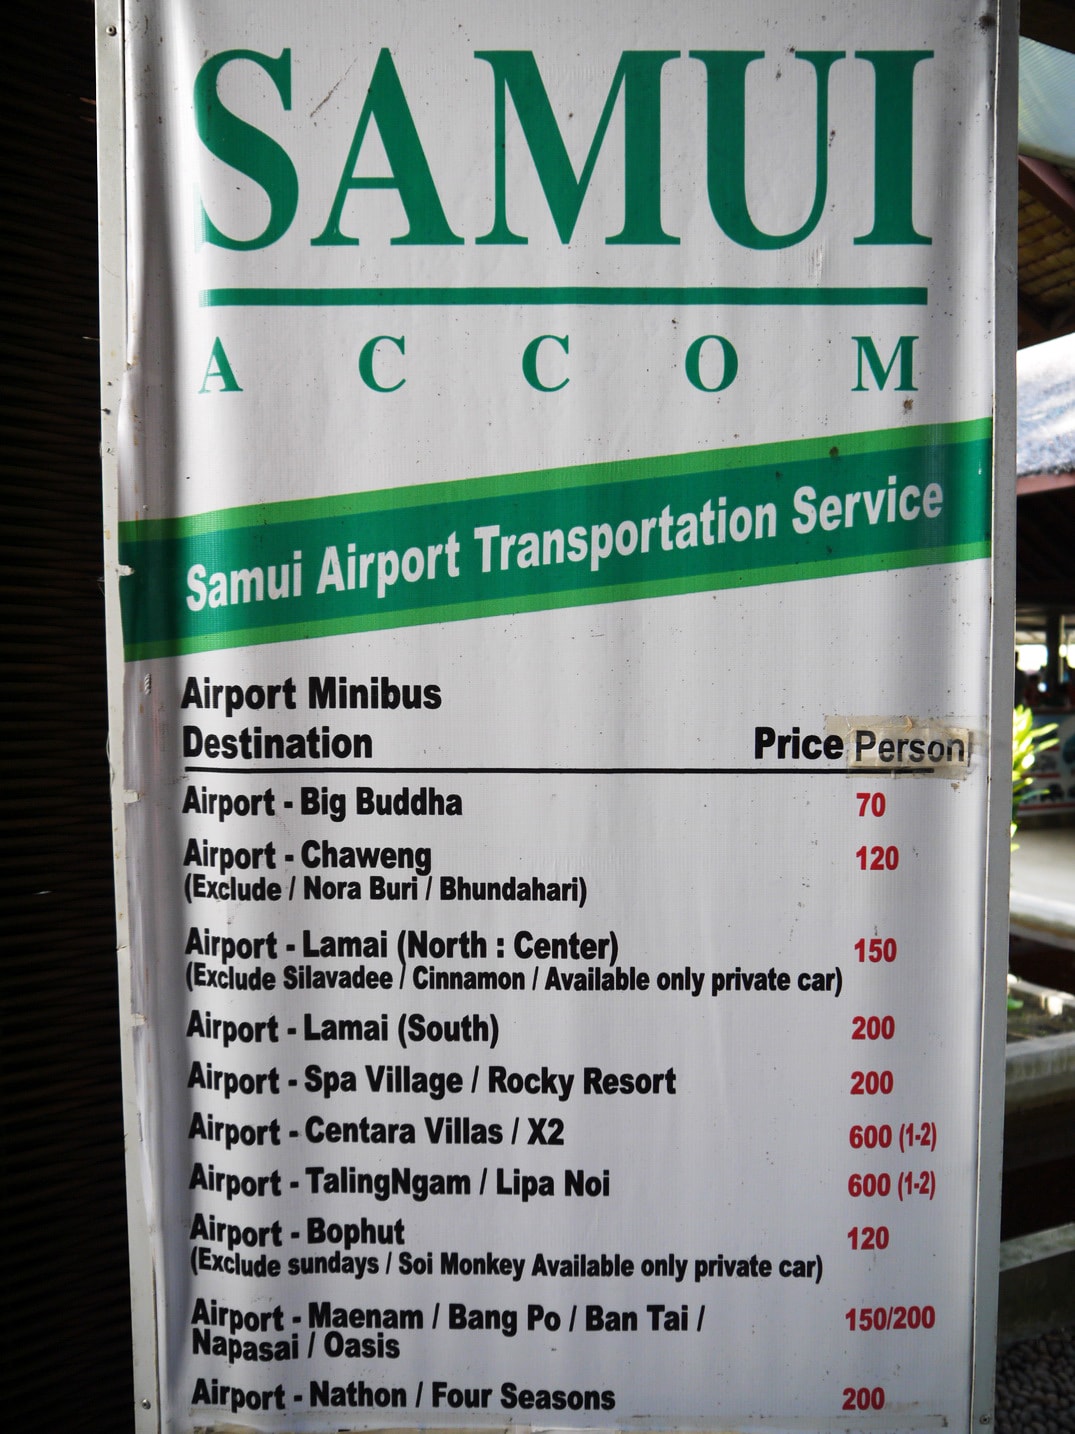 SAMUI
ACCOM
Samui Airport Transportation Service
Airport Minibus
Destination Price Person
Airport - Big Buddha 70
Airport - Chaweng 120
(Exclude / Nora Buri / Bhundahari)
Airport - Lamai (North : Center) 150
(Exclude Silavadee / Cinnamon / Available only private car)
Airport - Lamai (South) 200
Airport - Spa Village / Rocky Resort 200
Airport - Centara Villas / X2 600 (1-2)
Airport - TalingNgam / Lipa Noi 600 (1-2)
Airport - Bophut 120
(Exclude sundays / Soi Monkey Available only private car)
Airport - Maenam / Bang Po / Ban Tai / 150/200
Napasai / Oasis
Airport - Nathon / Four Seasons 200